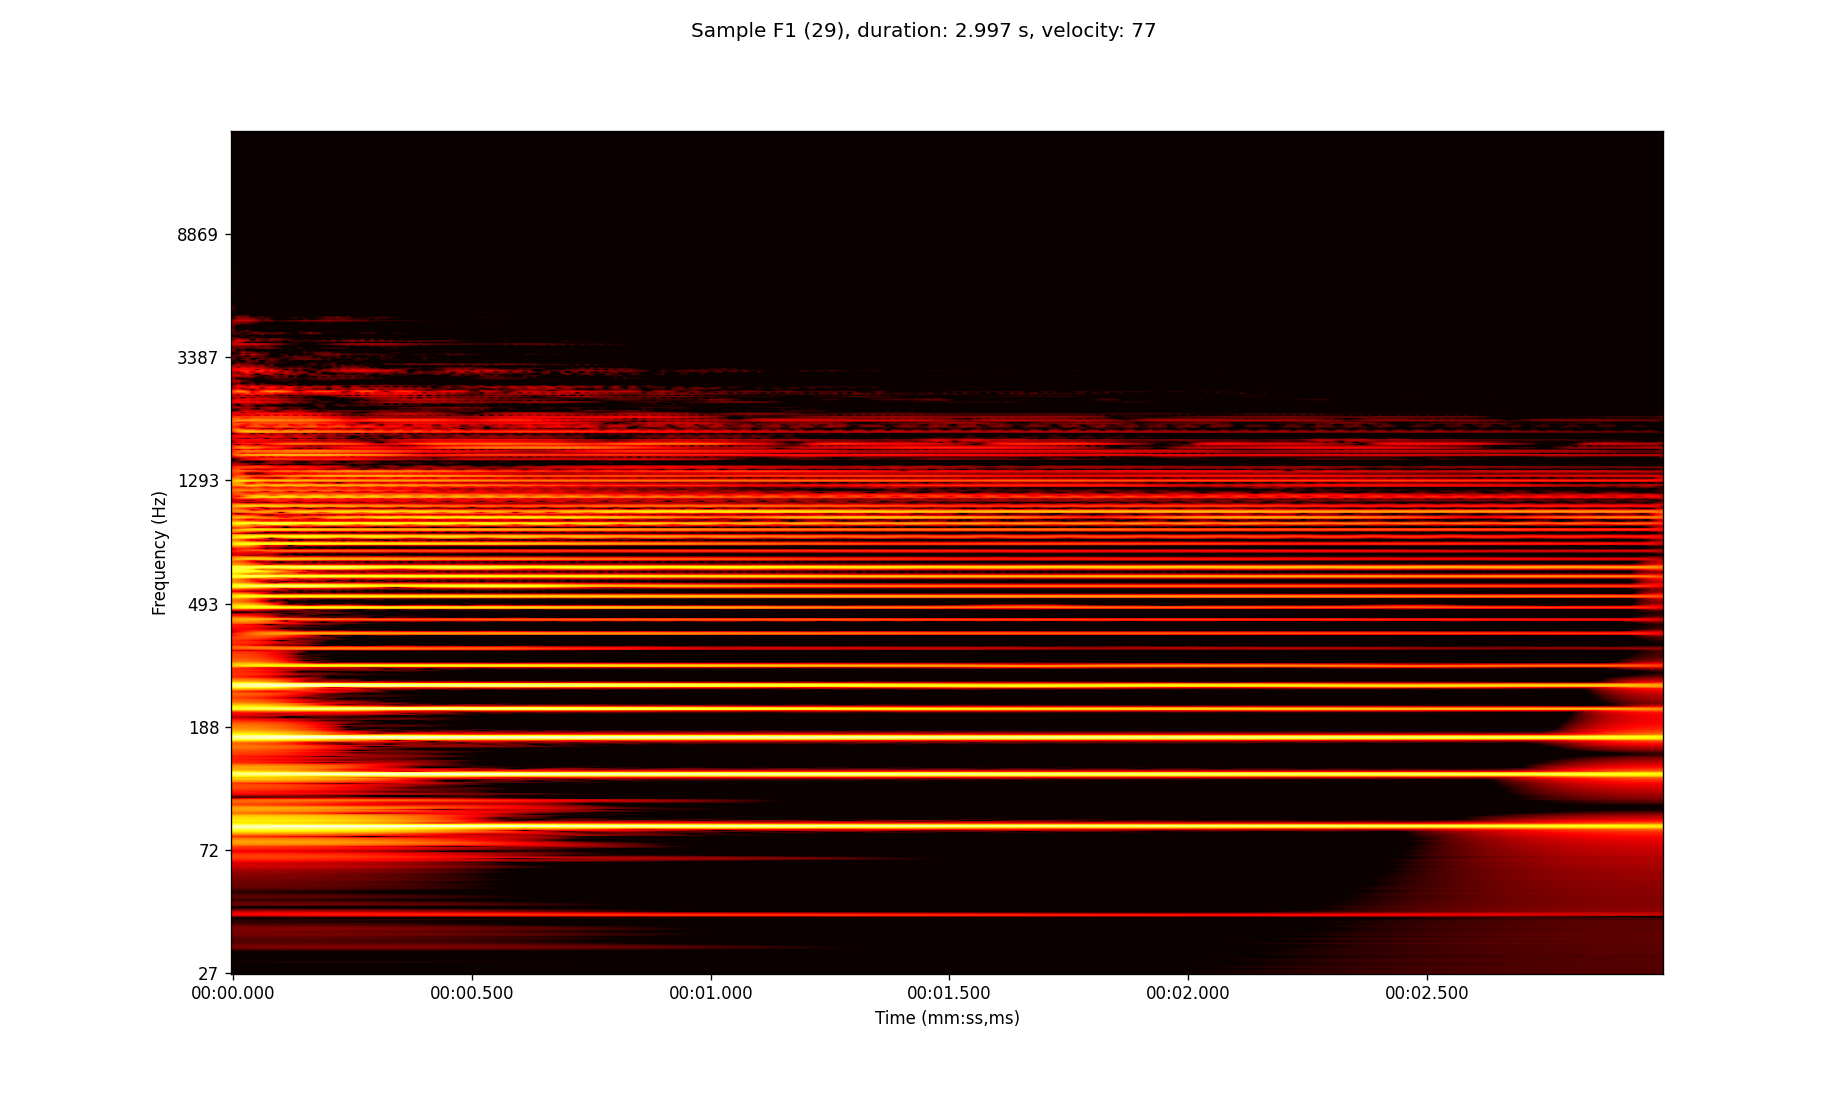 Sample F1 (29), duration: 2.997 s, velocity: 77
8869
3387
1293
493
188
72
27
Frequency (Hz)
00:00.000 00:00.500 00:01.000 00:01.500 00:02.000 00:02.500
Time (mm:ss,ms)